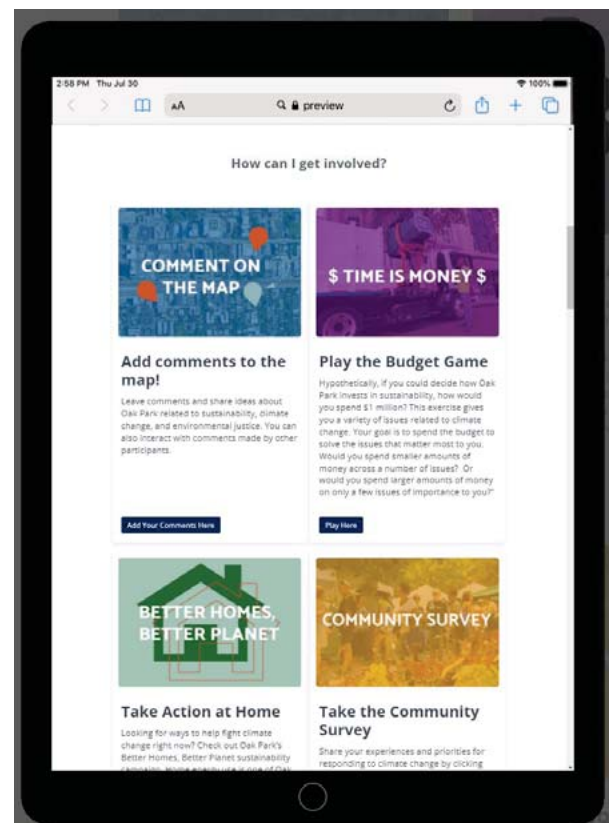 2:58 PM Thu Jul 30
100%
AA
preview
How can I get involved?
COMMENT ON
THE MAP
Add comments to the
map!
Leave comments and share ideas about
Oak Park related to sustainability, climate
change, and environmental justice. You can
also interact with comments made by other
participants.
Add Your Comments Here
$ TIME IS MONEY $
Play the Budget Game
Hypothetically, if you could decide how Oak
Park invests in sustainability, how would
you spend $1 million? This exercise gives
you a variety of issues related to climate
change. Your goal is to spend the budget to
solve the issues that matter most to you.
Would you spend smaller amounts of
money across a number of issues? Or
would you spend larger amounts of money
on only a few issues of importance to you?"
Play Here
BETTER HOMES,
BETTER PLANET
Take Action at Home
Looking for ways to help fight climate
change right now? Check out Oak Park's
Better Homes, Better Planet sustainability
campaign. Home energy use is one of Oak
COMMUNITY SURVEY
Take the Community
Survey
Share your experiences and priorities for
responding to climate change by clicking